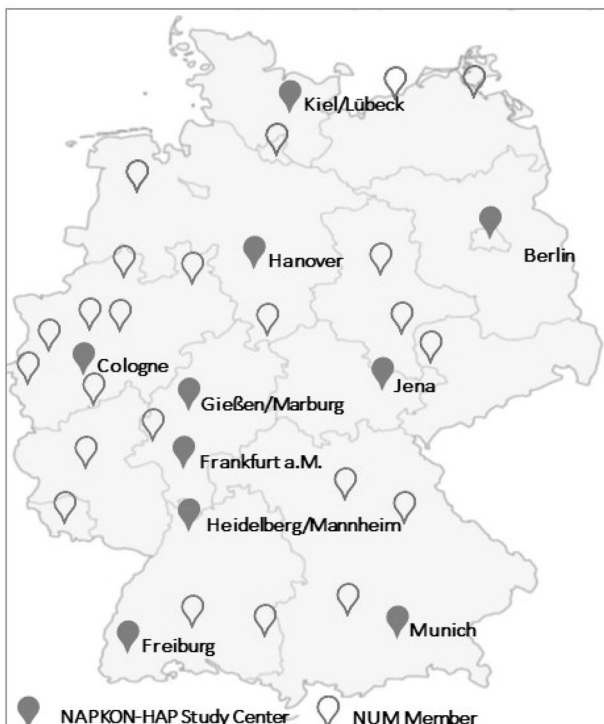 Kiel/Lübeck
Hanover
Berlin
Cologne
Jena
Gießen/Marburg
Frankfurt a.M.
Heidelberg/Mannheim
Munich
Freiburg
NAPKON-HAP Study Center NUM Member